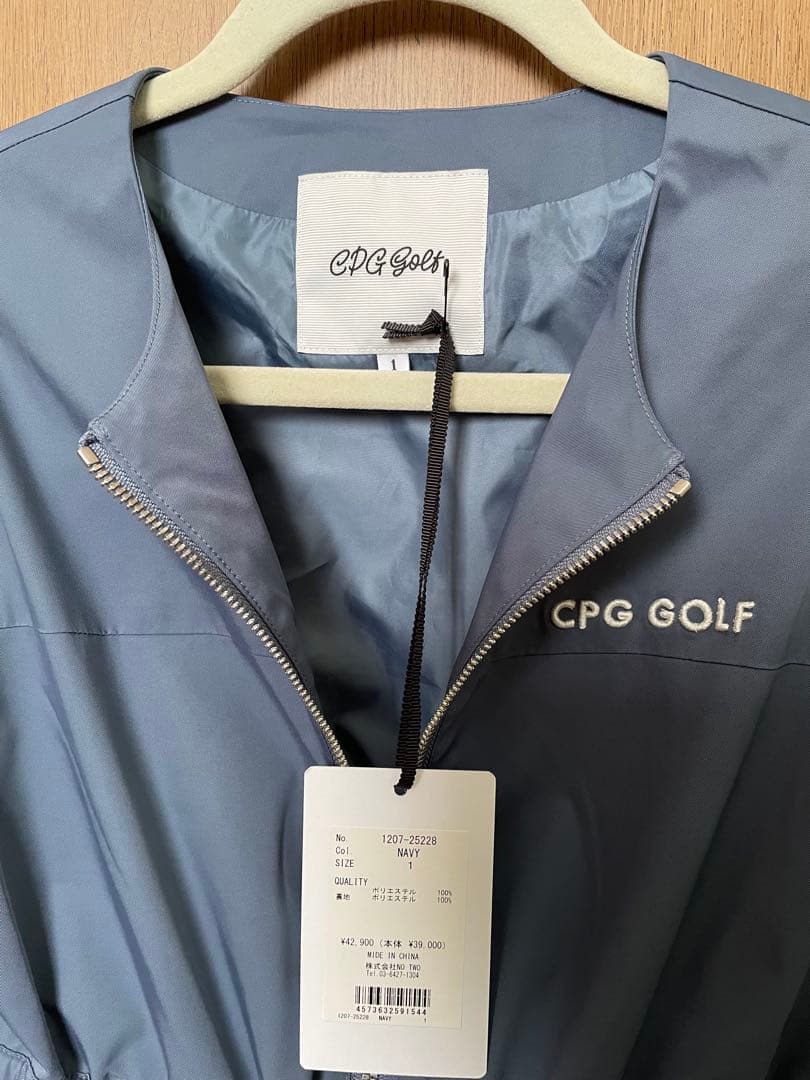 CPG Golf
1
CPG GOLF
No. 1207-25228
Col. NAVY
SIZE 1
QUALITY
ポリエステル 100%
裏地 ポリエステル 100%
¥42,900 (本体 ¥39,000)
MIDE IN CHINA
株式会社NO TWO
Tel.03-6427-1304
4573632591544
1207-25228 NAVY 1